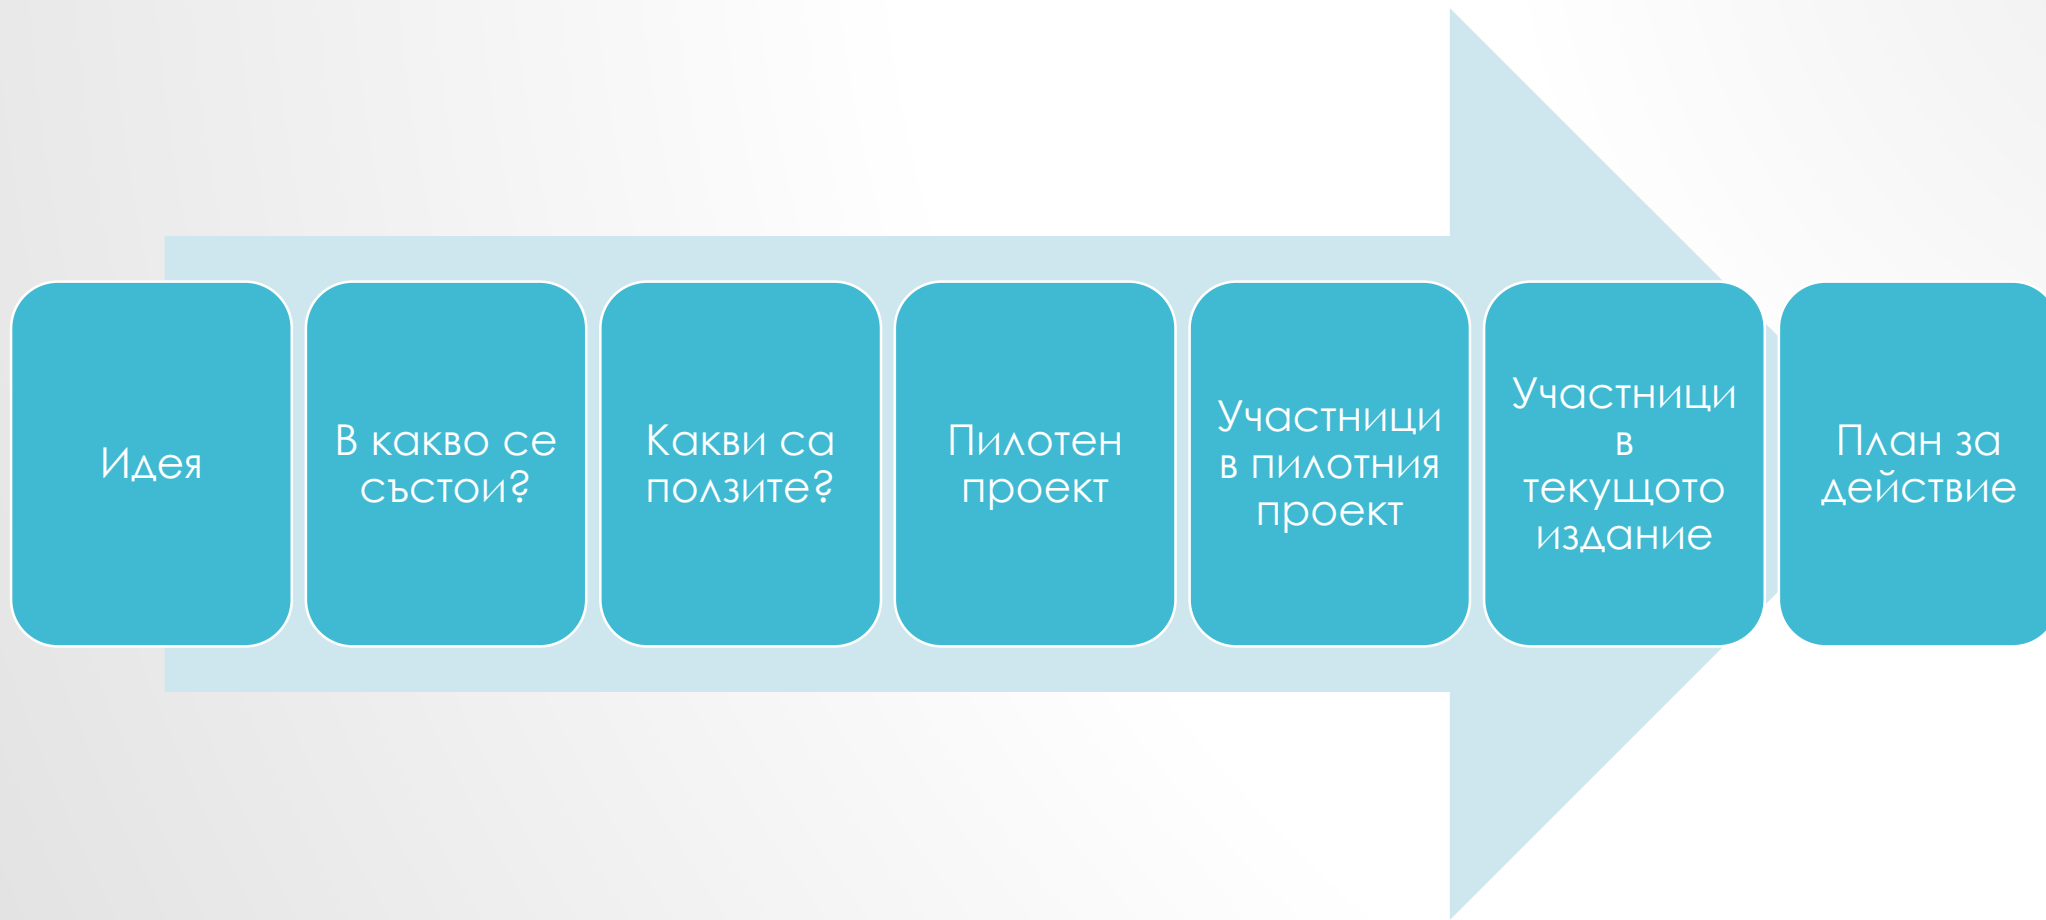 Идея
В какво се
състои?
Какви са
ползите?
Пилотен
проект
Участници
в пилотния
проект
Участници
в
текущото
издание
План за
действие